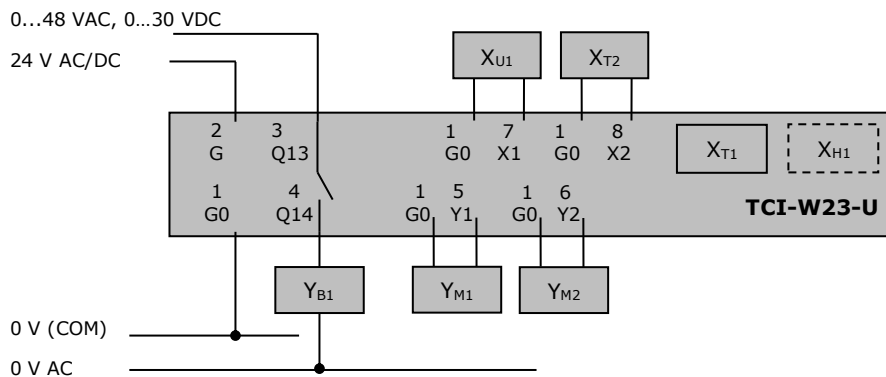 0...48 VAC, 0...30 VDC
24 V AC/DC
XU1 XT2
2 3 1 7 1 8
G Q13 G0 X1 G0 X2
XT1 XH1
1 4 1 5 1 6
G0 Q14 G0 Y1 G0 Y2
TCI-W23-U
YB1 YM1 YM2
0 V (COM)
0 V AC